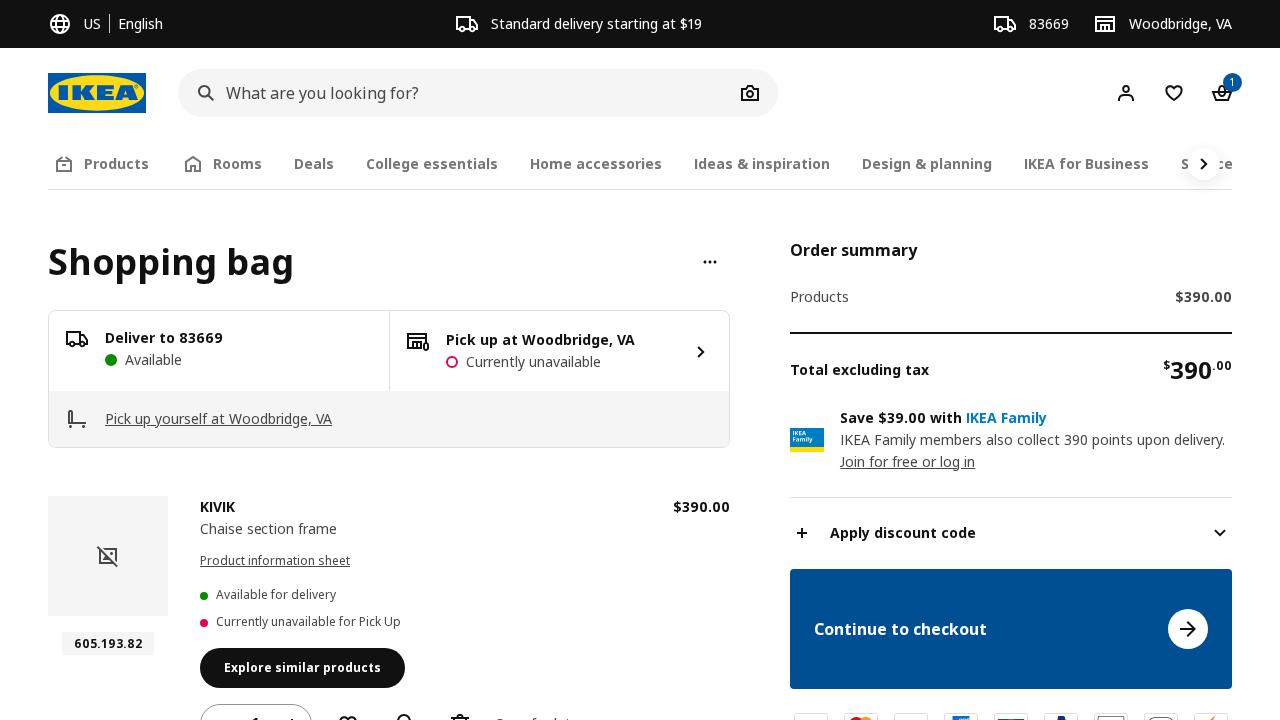 US | English
Standard delivery starting at $19
83669
Woodbridge, VA
IKEA
What are you looking for?
1
Products
Rooms
Deals
College essentials
Home accessories
Ideas & inspiration
Design & planning
IKEA for Business
Shopping bag
Deliver to 83669
Available
Pick up at Woodbridge, VA
Currently unavailable
Pick up yourself at Woodbridge, VA
KIVIK
$390.00
Chaise section frame
Product information sheet
Available for delivery
Currently unavailable for Pick Up
605.193.82
Explore similar products
Order summary
Products
$390.00
Total excluding tax
$390.00
IKEA
Family
Save $39.00 with IKEA Family
IKEA Family members also collect 390 points upon delivery.
Join for free or log in
Apply discount code
Continue to checkout